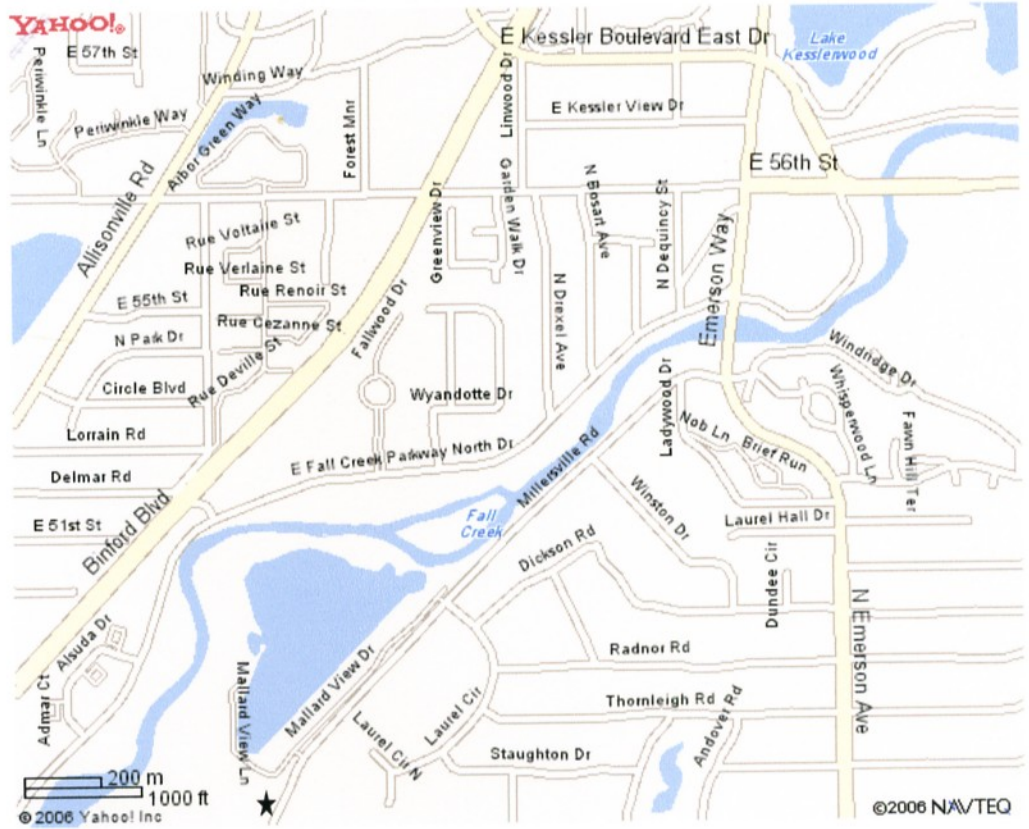 YAHOO!®
E 57th St
Periwinkle Ln
Winding Way
Periwinkle Way
Arbor Green Way
Allisonville Rd
Forest Mnr
E Kessler Boulevard East Dr
Lake
Kesslerwood
Linwood Dr
E Kessler View Dr
E 56th St
Greenview Dr
Garden Walk Dr
N Bosart Ave
N Dequincy St
Emerson Way
Rue Voltaire St
Rue Verlaine St
Rue Renoir St
E 55th St
Rue Cezanne St
N Park Dr
Rue Deville St
Circle Blvd
Fallwood Dr
N Drexel Ave
Wyandotte Dr
Windridge Dr
Whisperwood Ln
Fawn Hill Ter
Ladywood Dr
Nob Ln
Brief Run
Lorrain Rd
Delmar Rd
E Fall Creek Parkway North Dr
Millersville Rd
Winston Dr
Laurel Hall Dr
E 51st St
Binford Blvd
Fall
Creek
Dickson Rd
Dundee Cir
N Emerson Ave
Alsuda Dr
Radnor Rd
Mallard View Dr
Mallard View Ln
Laurel Cir
Laurel Cir N
Thornleigh Rd
Andover Rd
Staughton Dr
200 m
1000 ft
©2006 Yahoo! Inc
©2006 NAVTEQ